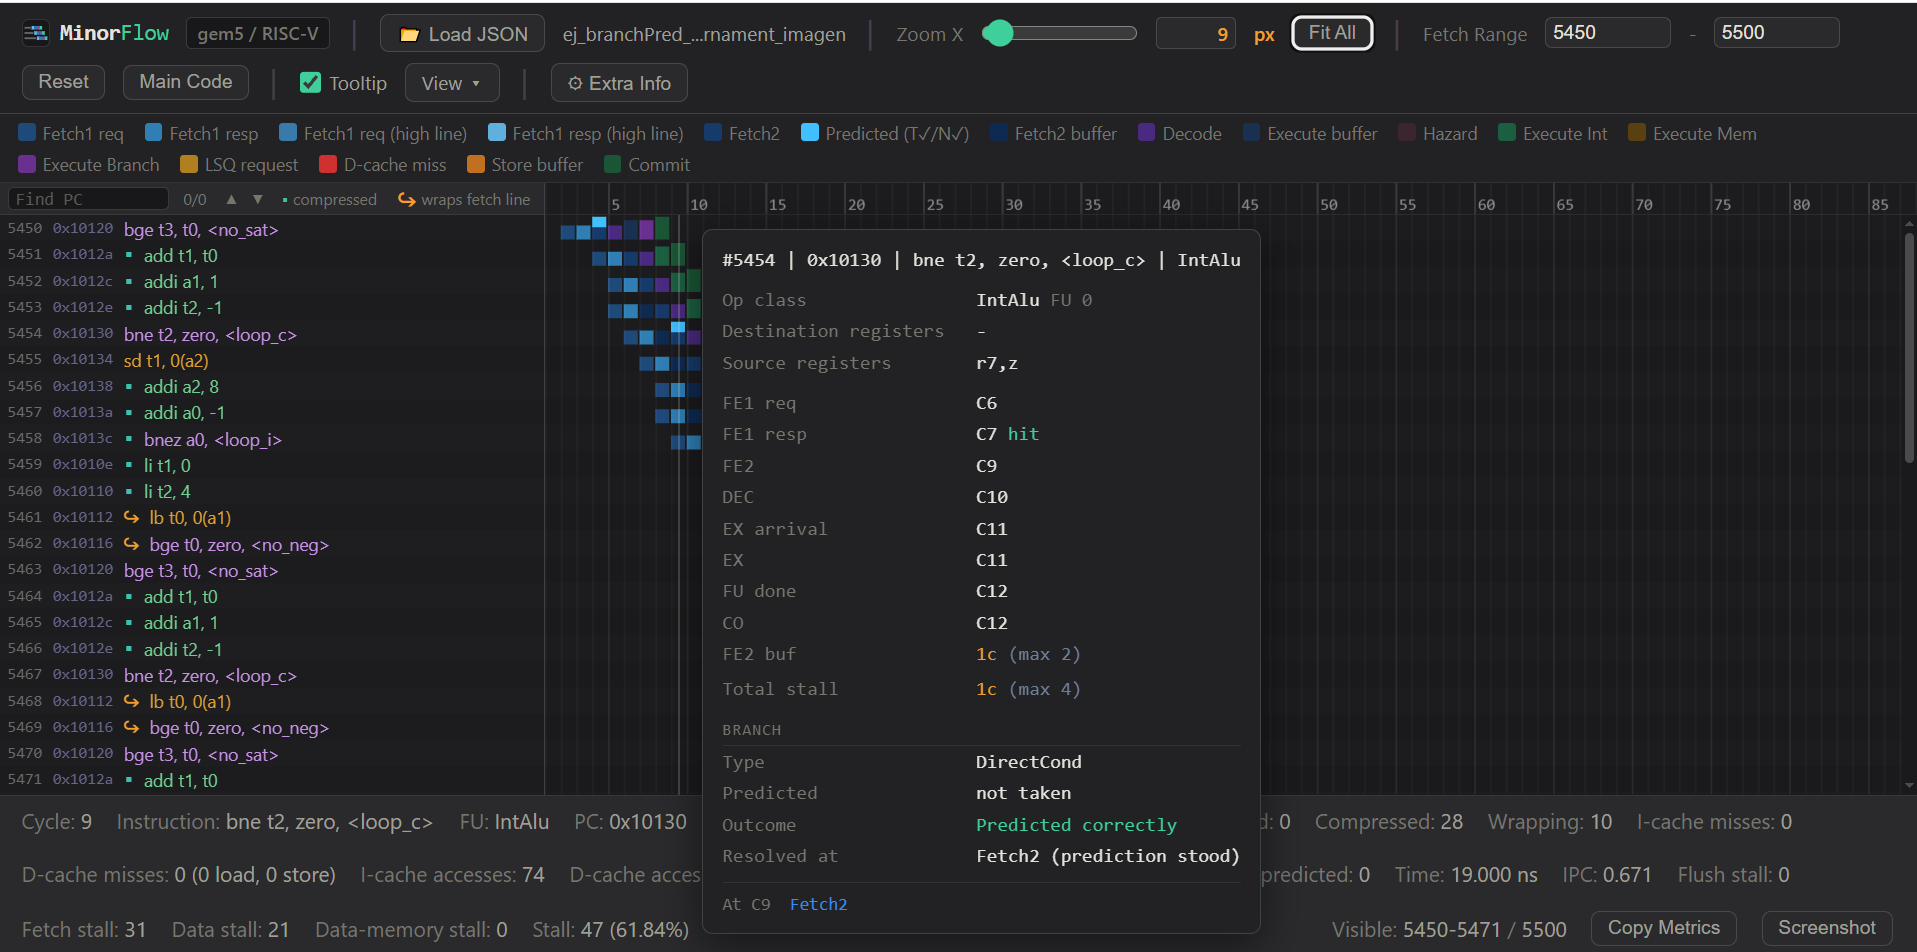 MinorFlow gem5 / RISC-V Load JSON ej_branchPred_...rnament_imagen Zoom X 9 px Fit All Fetch Range 5450 - 5500
Reset Main Code Tooltip View ▾ ⚙ Extra Info
Fetch1 req Fetch1 resp Fetch1 req (high line) Fetch1 resp (high line) Fetch2 Predicted (T✓/N✓) Fetch2 buffer Decode Execute buffer Hazard Execute Int Execute Mem
Execute Branch LSQ request D-cache miss Store buffer Commit
Find PC 0/0 ▲ ▼ ▪ compressed ↪ wraps fetch line 5 10 15 20 25 30 35 40 45 50 55 60 65 70 75 80 85
5450 0x10120 bge t3, t0, <no_sat>
5451 0x1012a ▪ add t1, t0
5452 0x1012c ▪ addi a1, 1
5453 0x1012e ▪ addi t2, -1
5454 0x10130 bne t2, zero, <loop_c>
5455 0x10134 sd t1, 0(a2)
5456 0x10138 ▪ addi a2, 8
5457 0x1013a ▪ addi a0, -1
5458 0x1013c ▪ bnez a0, <loop_i>
5459 0x1010e ▪ li t1, 0
5460 0x10110 ▪ li t2, 4
5461 0x10112 ↪ lb t0, 0(a1)
5462 0x10116 ↪ bge t0, zero, <no_neg>
5463 0x10120 bge t3, t0, <no_sat>
5464 0x1012a ▪ add t1, t0
5465 0x1012c ▪ addi a1, 1
5466 0x1012e ▪ addi t2, -1
5467 0x10130 bne t2, zero, <loop_c>
5468 0x10112 ↪ lb t0, 0(a1)
5469 0x10116 ↪ bge t0, zero, <no_neg>
5470 0x10120 bge t3, t0, <no_sat>
5471 0x1012a ▪ add t1, t0
#5454 | 0x10130 | bne t2, zero, <loop_c> | IntAlu
Op class IntAlu FU 0
Destination registers -
Source registers r7,z
FE1 req C6
FE1 resp C7 hit
FE2 C9
DEC C10
EX arrival C11
EX C11
FU done C12
CO C12
FE2 buf 1c (max 2)
Total stall 1c (max 4)
BRANCH
Type DirectCond
Predicted not taken
Outcome Predicted correctly
Resolved at Fetch2 (prediction stood)
At C9 Fetch2
Cycle: 9 Instruction: bne t2, zero, <loop_c> FU: IntAlu PC: 0x10130 d: 0 Compressed: 28 Wrapping: 10 I-cache misses: 0
D-cache misses: 0 (0 load, 0 store) I-cache accesses: 74 D-cache acces predicted: 0 Time: 19.000 ns IPC: 0.671 Flush stall: 0
Fetch stall: 31 Data stall: 21 Data-memory stall: 0 Stall: 47 (61.84%) Visible: 5450-5471 / 5500 Copy Metrics Screenshot